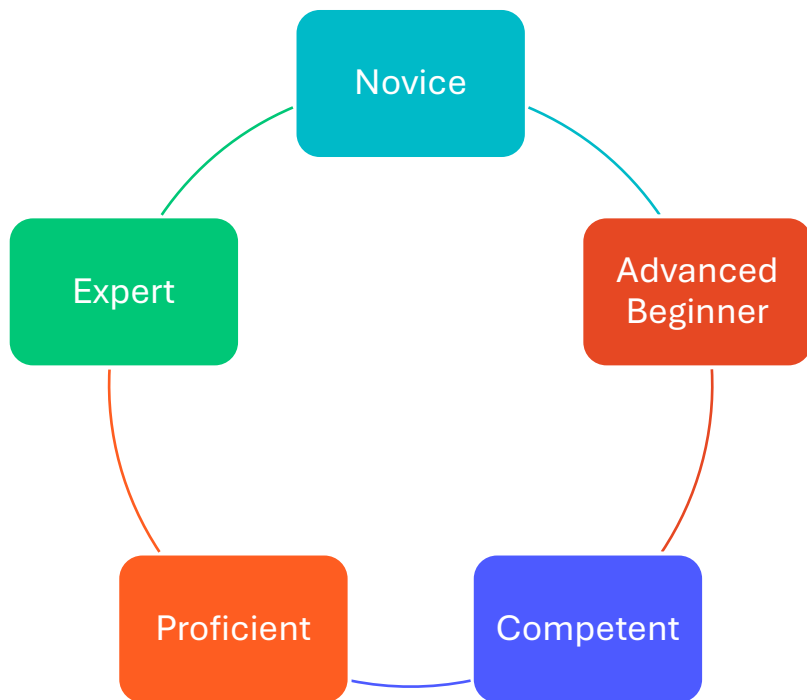 Novice
Advanced
Beginner
Competent
Proficient
Expert